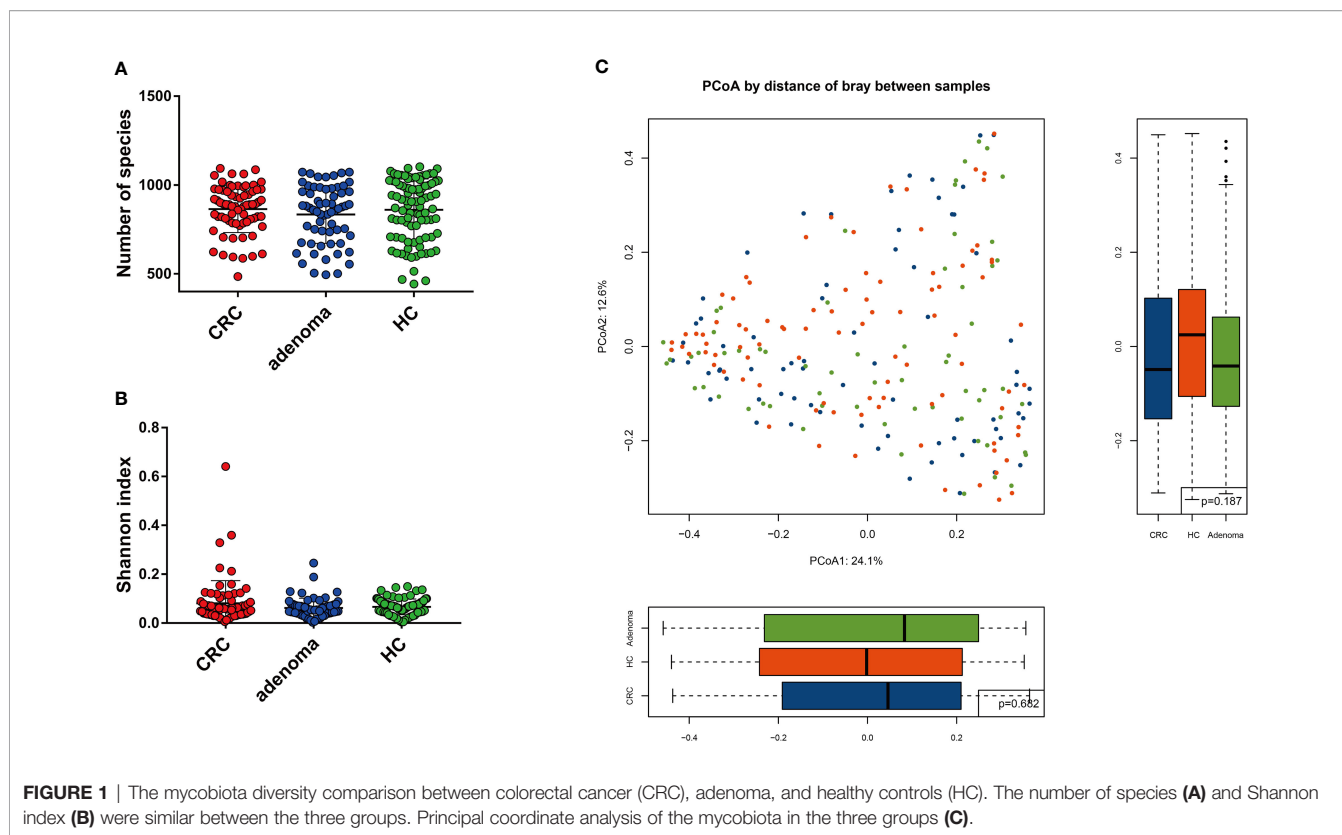 A
1500
1000
500
Number of species
CRC
adenoma
HC
B
0.8
0.6
0.4
0.2
0.0
Shannon index
CRC
adenoma
HC
C
PCoA by distance of bray between samples
0.4
0.2
0.0
−0.2
PCoA2: 12.6%
−0.4
−0.2
0.0
0.2
PCoA1: 24.1%
0.4
0.2
0.0
−0.2
p=0.187
CRC
HC
Adenoma
Adenoma
HC
CRC
p=0.682
−0.4
−0.2
0.0
0.2
FIGURE 1 | The mycobiota diversity comparison between colorectal cancer (CRC), adenoma, and healthy controls (HC). The number of species (A) and Shannon
index (B) were similar between the three groups. Principal coordinate analysis of the mycobiota in the three groups (C).